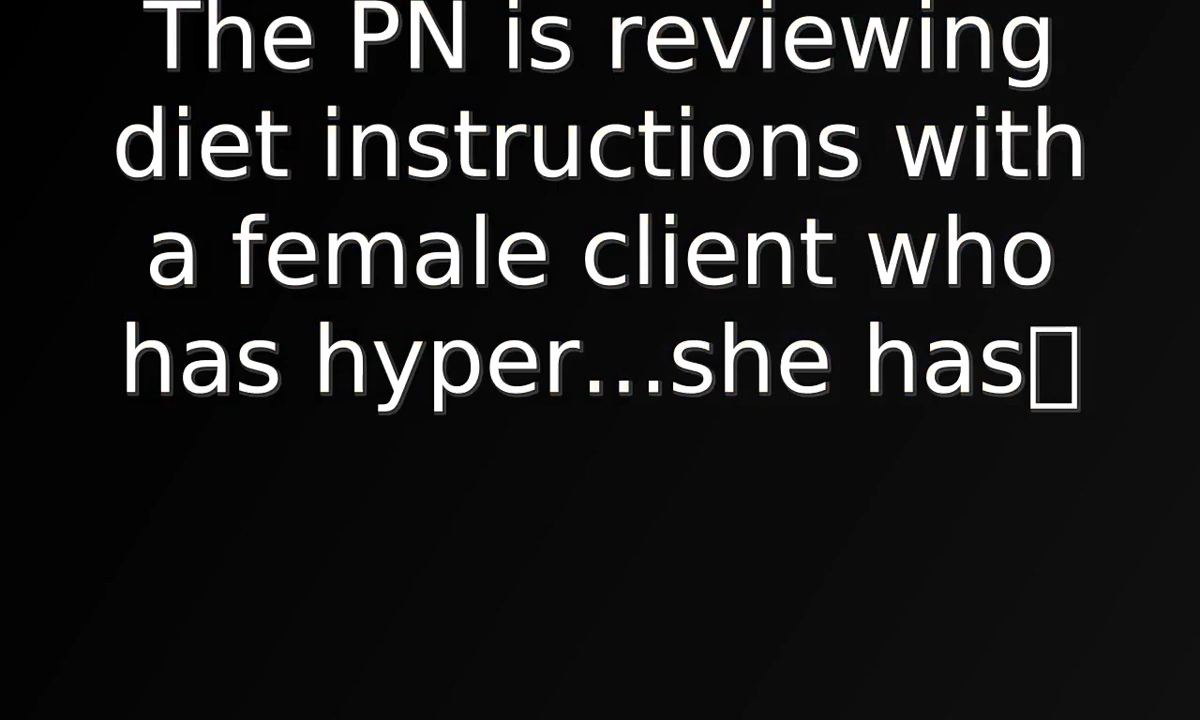 The PN is reviewing
diet instructions with
a female client who
has hyper...she has